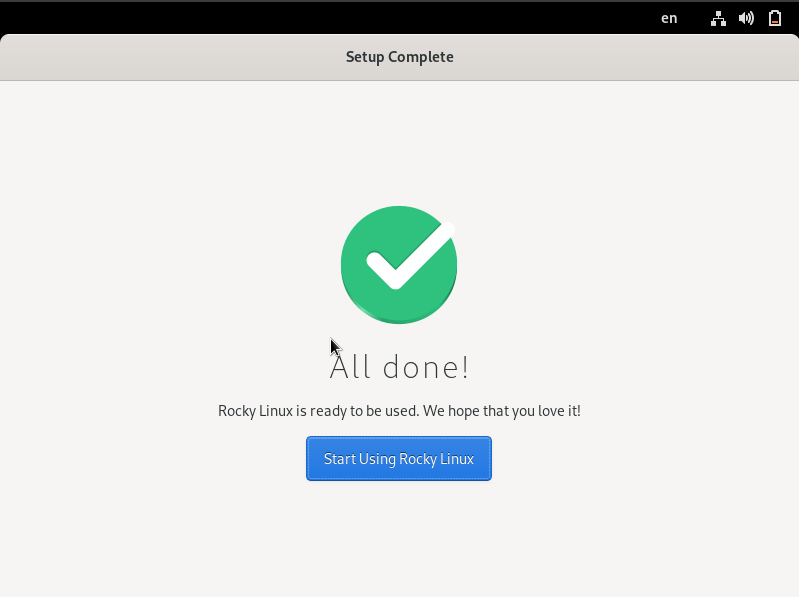 en
Setup Complete
All done!
Rocky Linux is ready to be used. We hope that you love it!
Start Using Rocky Linux